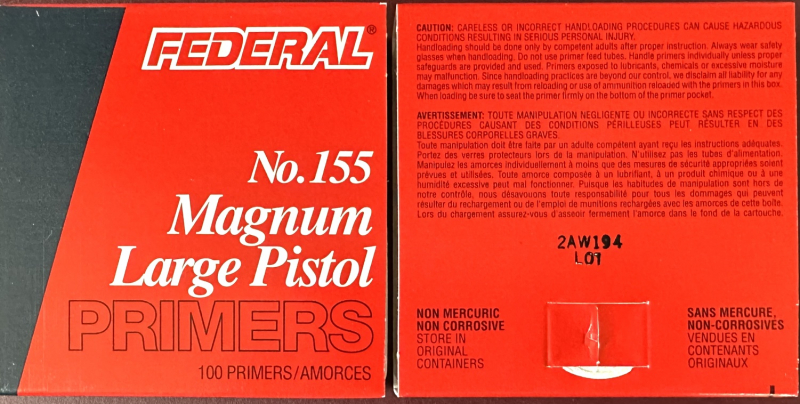 FEDERAL®
No.155
Magnum
Large Pistol
PRIMERS
100 PRIMERS/AMORCES
CAUTION: CARELESS OR INCORRECT HANDLOADING PROCEDURES CAN CAUSE HAZARDOUS
CONDITIONS RESULTING IN SERIOUS PERSONAL INJURY.
Handloading should be done only by competent adults after proper instruction. Always wear safety
glasses when handloading. Do not use primer feed tubes. Handle primers individually unless proper
safeguards are provided and used. Primers exposed to lubricants, chemicals or excessive moisture
may malfunction. Since handloading practices are beyond our control, we disclaim all liability for any
damages which may result from reloading or use of ammunition reloaded with the primers in this box.
When loading be sure to seat the primer firmly on the bottom of the primer pocket.
AVERTISSEMENT: TOUTE MANIPULATION NEGLIGENTE OU INCORRECTE SANS RESPECT DES
PROCÉDURES CAUSANT DES CONDITIONS PÉRILLEUSES PEUT RÉSULTER EN DES
BLESSURES CORPORELLES GRAVES.
Toute manipulation doit être faite par un adulte compétent ayant reçu les instructions adéquates.
Portez des verres protecteurs lors de la manipulation. N'utilisez pas les tubes d'alimentation.
Manipulez les amorces individuellement à moins que des mesures de sécurité appropriées soient
prévues et utilisées. Toute amorce composée à un lubrifiant, à un produit chimique ou à une
humidité excessive peut mal fonctionner. Puisque les habitudes de manipulation sont hors de
notre contrôle, nous désavouons toute responsabilité pour tous les dommages qui peuvent
résulter du rechargement ou de l'emploi de munitions rechargées avec les amorces de cette boîte.
Lors du chargement assurez-vous d'asseoir fermement l'amorce dans le fond de la cartouche.
2AW194
LOT
NON MERCURIC
NON CORROSIVE
STORE IN
ORIGINAL
CONTAINERS
SANS MERCURE,
NON-CORROSIVES
VENDUES EN
CONTENANTS
ORIGINAUX